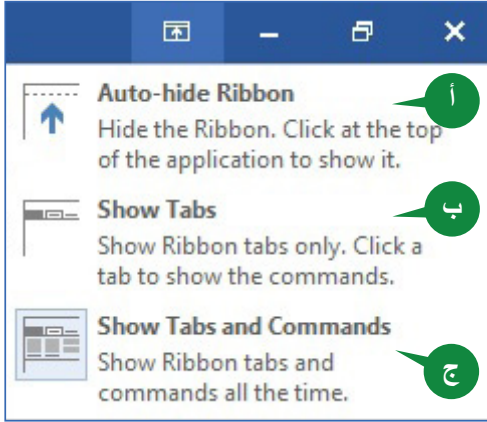 Auto-hide Ribbon
أ
Hide the Ribbon. Click at the top
of the application to show it.
Show Tabs
ب
Show Ribbon tabs only. Click a
tab to show the commands.
Show Tabs and Commands
Show Ribbon tabs and
ج
commands all the time.